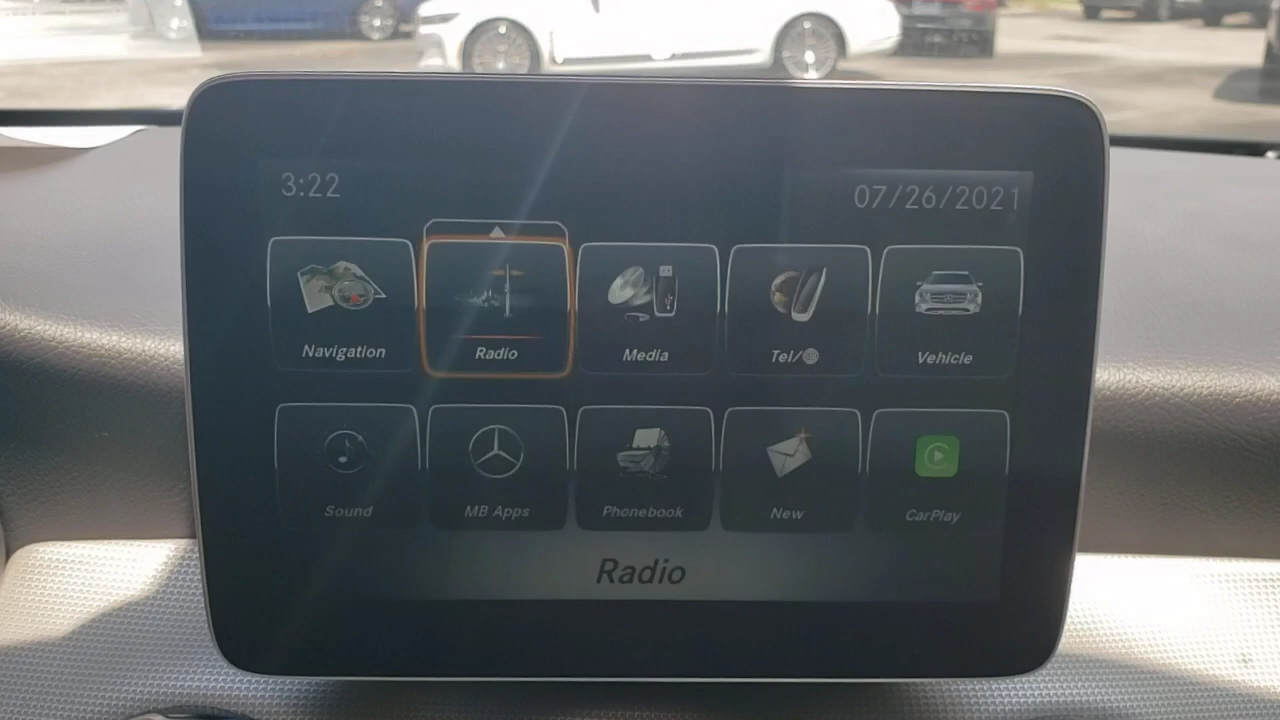 3:22
07/26/2021
Navigation
Radio
Media
Tel/
Vehicle
Sound
MB Apps
Phonebook
New
CarPlay
Radio